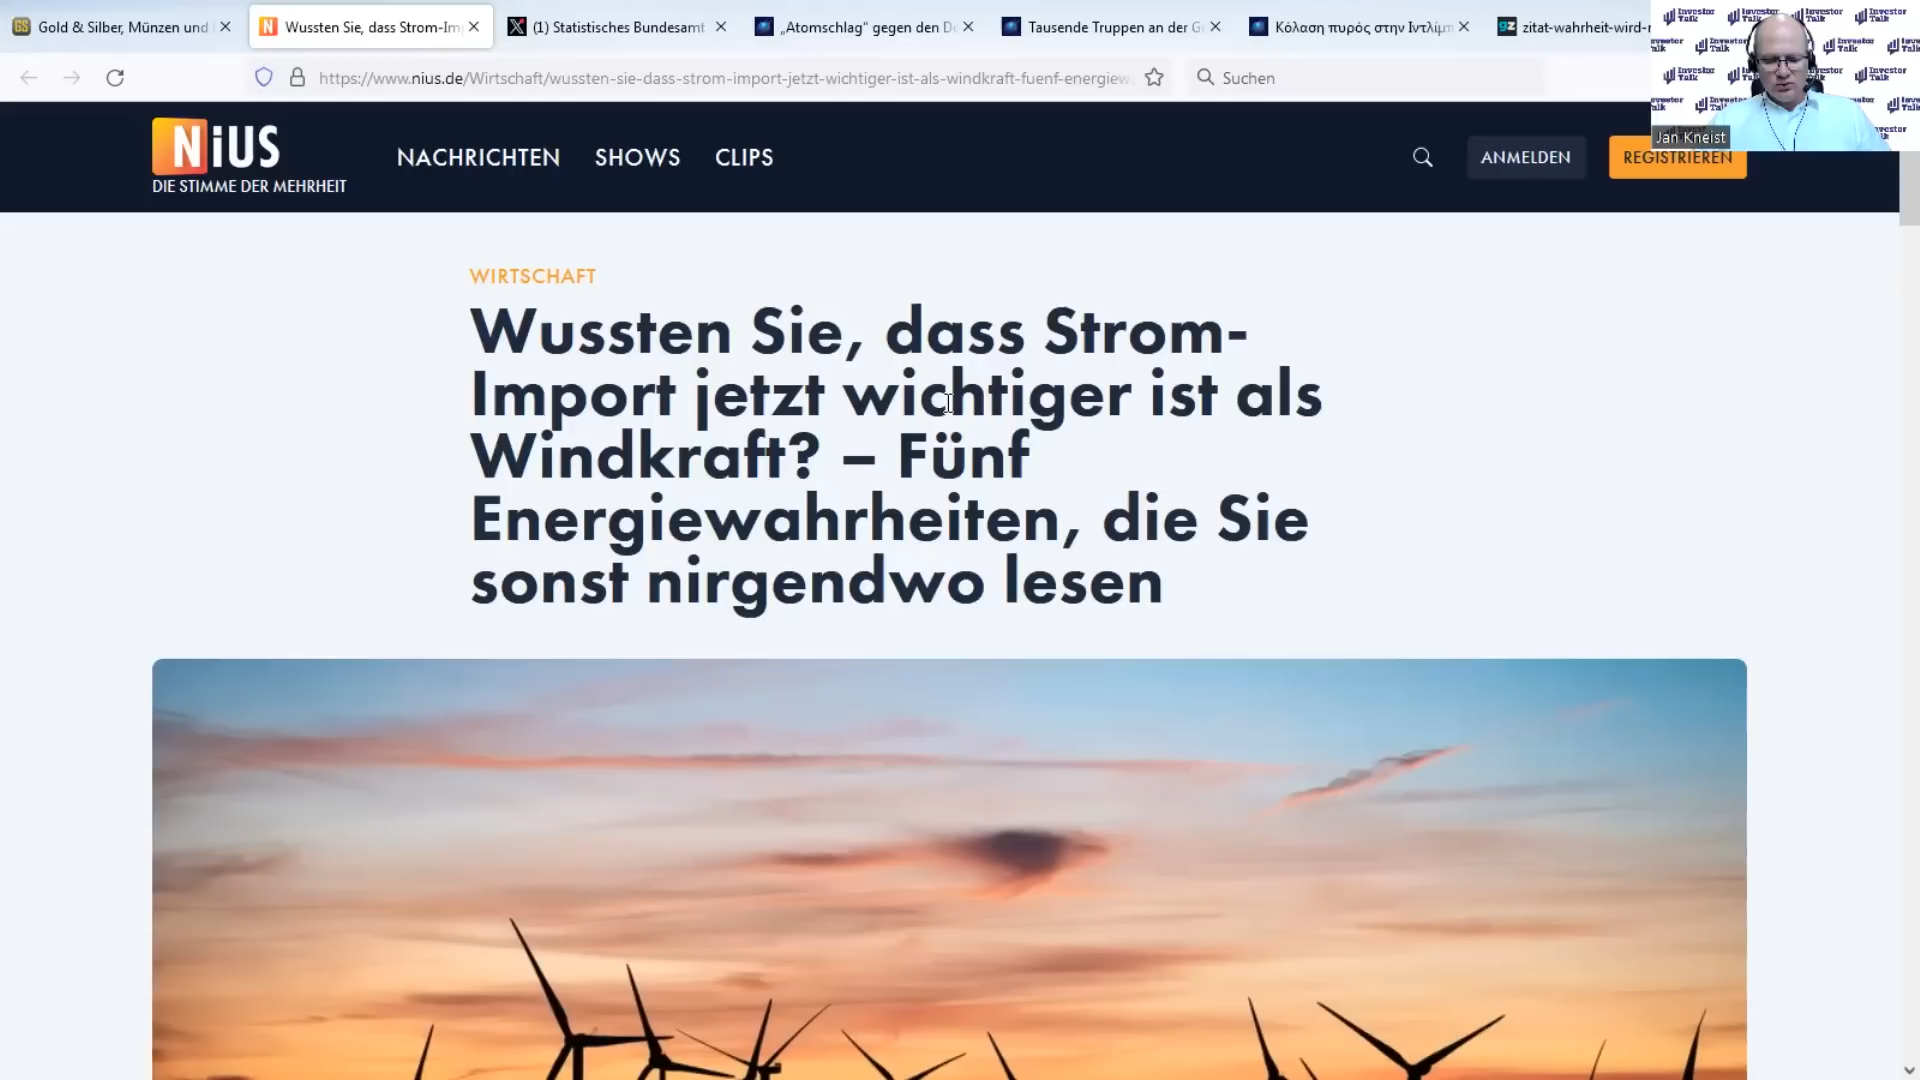 Gold & Silber, Münzen und
Wussten Sie, dass Strom-Im
(1) Statistisches Bundesamt
„Atomschlag“ gegen den D
Tausende Truppen an der G
Κόλαση πυρός στην Ιντλίμπ
zitat-wahrheit-wird-
https://www.nius.de/Wirtschaft/wussten-sie-dass-strom-import-jetzt-wichtiger-ist-als-windkraft-fuenf-energiew
Suchen
Investor Talk
Jan Kneist
NiUS
DIE STIMME DER MEHRHEIT
NACHRICHTEN
SHOWS
CLIPS
ANMELDEN
REGISTRIEREN
WIRTSCHAFT
Wussten Sie, dass Strom-
Import jetzt wichtiger ist als
Windkraft? – Fünf
Energiewahrheiten, die Sie
sonst nirgendwo lesen